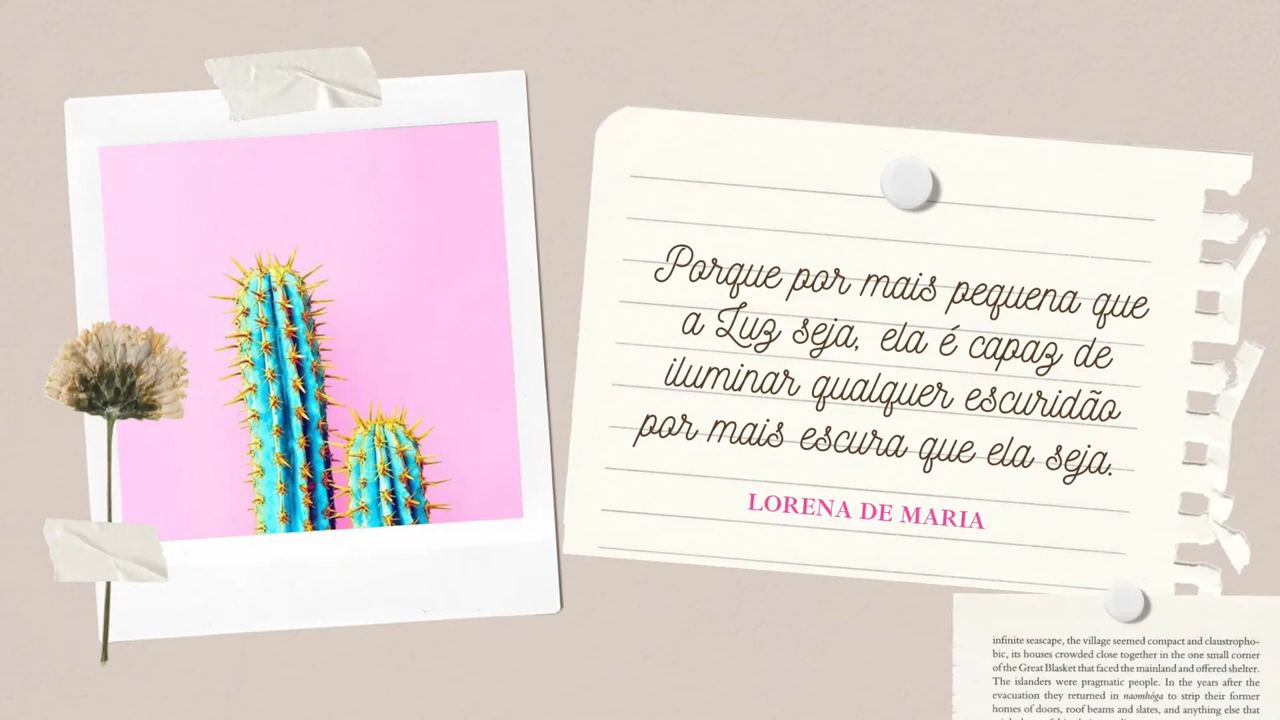 Porque por mais pequena que
a Luz seja, ela é capaz de
iluminar qualquer escuridão
por mais escura que ela seja.
LORENA DE MARIA
infinite seascape, the village seemed compact and claustropho-
bic, its houses crowded close together in the one small corner
of the Great Blasket that faced the mainland and offered shelter.
The islanders were pragmatic people. In the years after the
evacuation they returned in naomhóga to strip their former
homes of doors, roof beams and slates, and anything else that